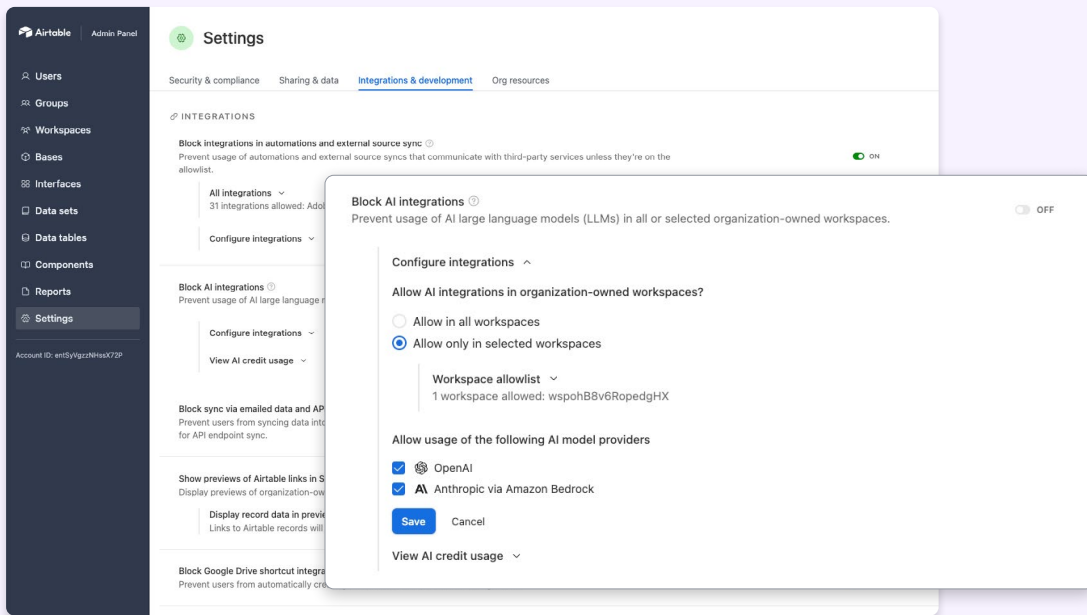 Airtable
Admin Panel
Users
Groups
Workspaces
Bases
Interfaces
Data sets
Data tables
Components
Reports
Settings
Account ID: entSyVgzzNHssX72P
Settings
Security & compliance
Sharing & data
Integrations & development
Org resources
INTEGRATIONS
Block integrations in automations and external source sync
Prevent usage of automations and external source syncs that communicate with third-party services unless they're on the
allowlist.
ON
All integrations
31 integrations allowed: Adol
Configure integrations
Block AI integrations
Prevent usage of AI large language
Configure integrations
View AI credit usage
Block sync via emailed data and AP
Prevent users from syncing data into
for API endpoint sync.
Show previews of Airtable links in S
Display previews of organization-ow
Display record data in previe
Links to Airtable records will
Block Google Drive shortcut integra
Prevent users from automatically cre
Block AI integrations
Prevent usage of AI large language models (LLMs) in all or selected organization-owned workspaces.
OFF
Configure integrations
Allow AI integrations in organization-owned workspaces?
Allow in all workspaces
Allow only in selected workspaces
Workspace allowlist
1 workspace allowed: wspohB8v6RopedgHX
Allow usage of the following AI model providers
OpenAI
Anthropic via Amazon Bedrock
Save
Cancel
View AI credit usage